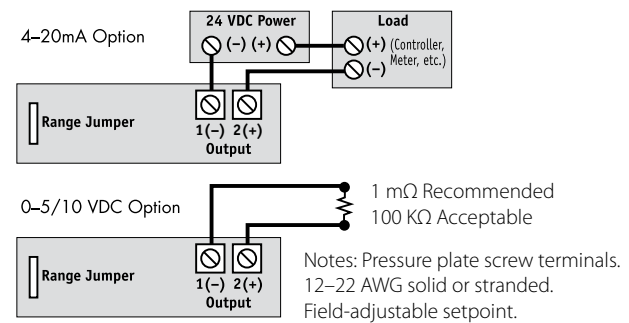 4–20mA Option
24 VDC Power
(–) (+)
Load
(+) (Controller,
Meter, etc.)
(–)
Range Jumper
1(–) 2(+)
Output
0–5/10 VDC Option
1 mΩ Recommended
100 KΩ Acceptable
Range Jumper
1(–) 2(+)
Output
Notes: Pressure plate screw terminals.
12–22 AWG solid or stranded.
Field-adjustable setpoint.